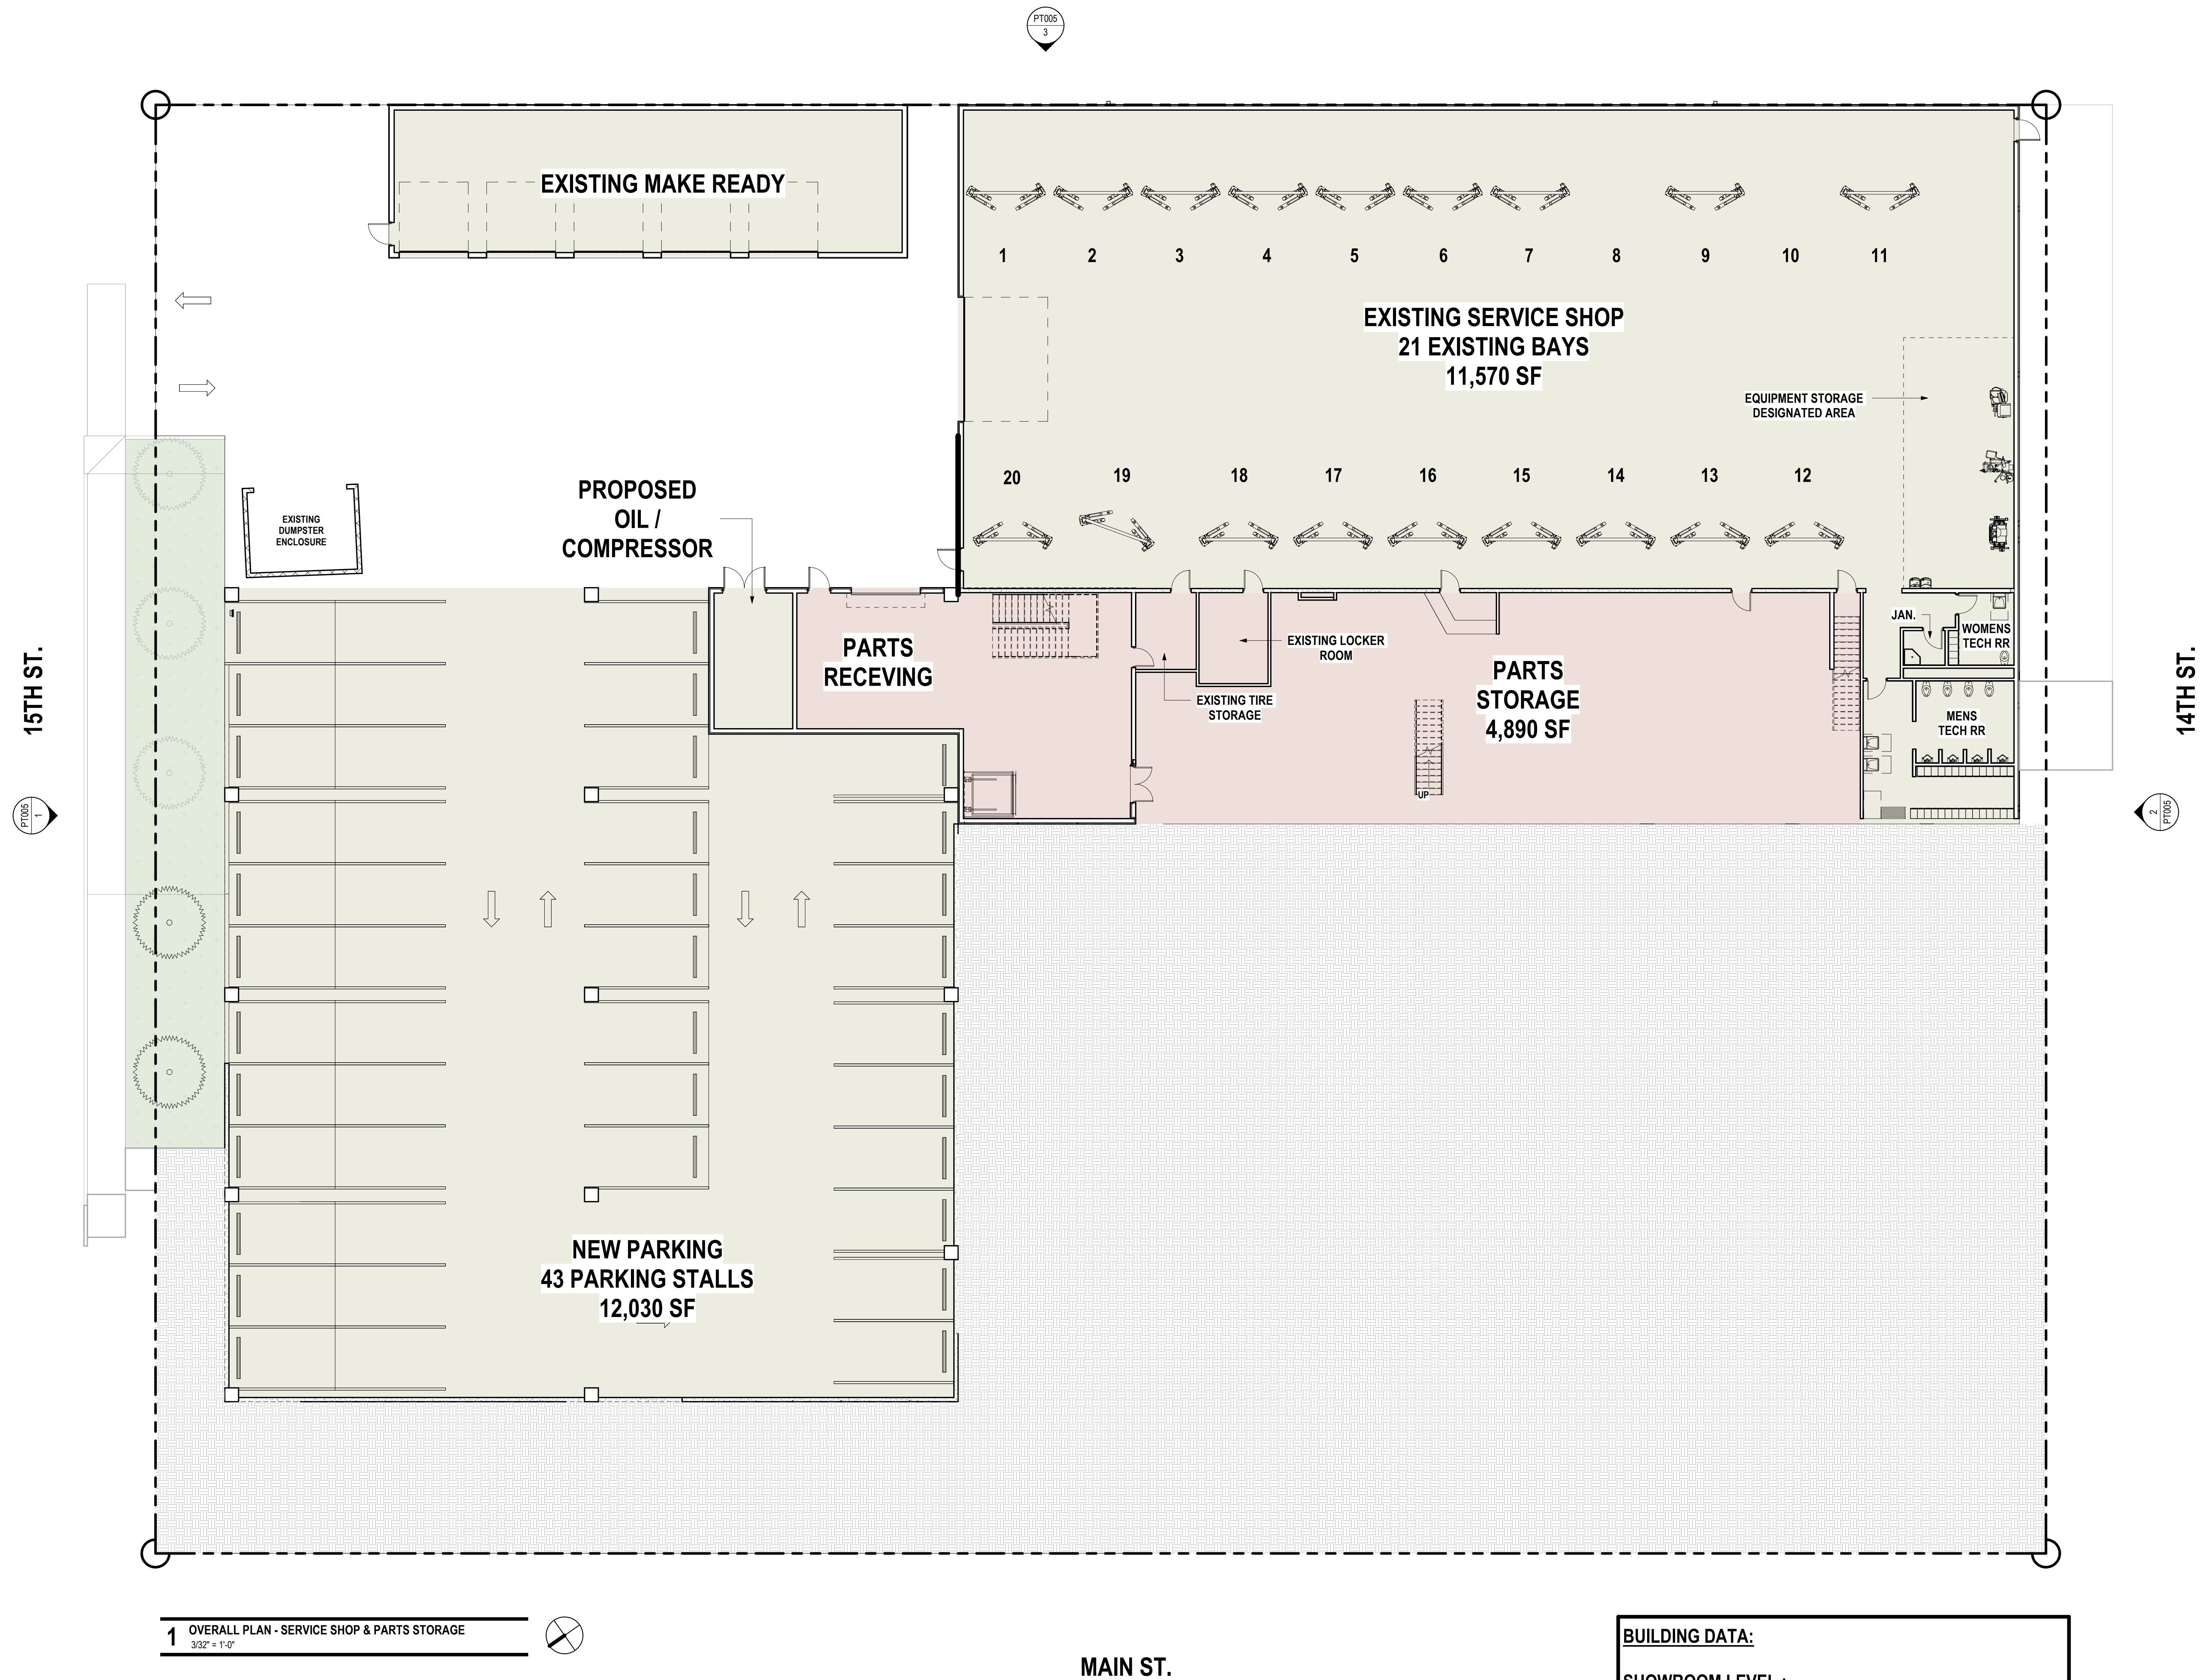 PT005
3
EXISTING MAKE READY
1
2
3
4
5
6
7
8
9
10
11
EXISTING SERVICE SHOP
21 EXISTING BAYS
11,570 SF
EQUIPMENT STORAGE
DESIGNATED AREA
20
19
18
17
16
15
14
13
12
PROPOSED
OIL /
COMPRESSOR
EXISTING
DUMPSTER
ENCLOSURE
15TH ST.
14TH ST.
PARTS
RECEVING
EXISTING LOCKER
ROOM
EXISTING TIRE
STORAGE
PARTS
STORAGE
4,890 SF
UP
JAN.
WOMENS
TECH RR
MENS
TECH RR
PT005
1
2
PT005
NEW PARKING
43 PARKING STALLS
12,030 SF
1
OVERALL PLAN - SERVICE SHOP & PARTS STORAGE
3/32" = 1'-0"
MAIN ST.
BUILDING DATA:
SHOWROOM LEVEL :